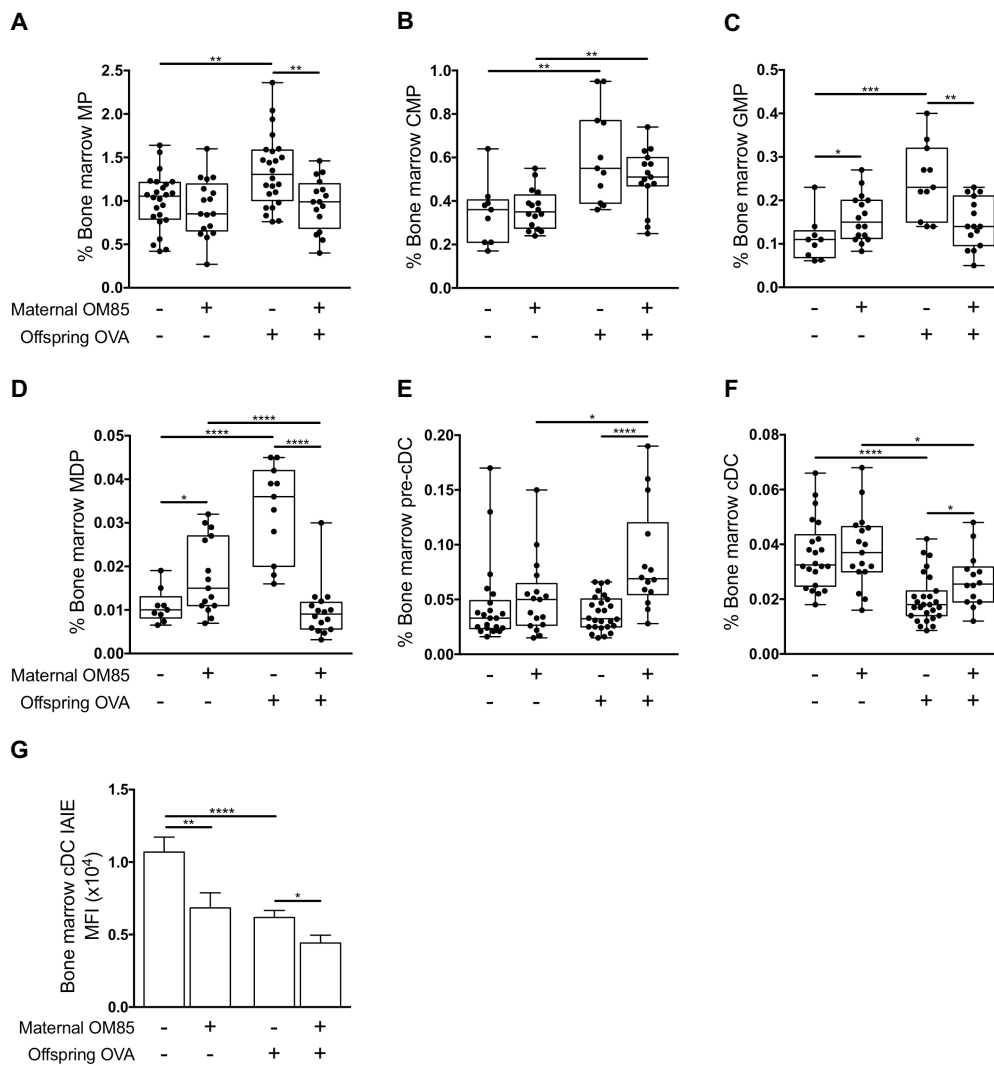 A
B
C
** **
2.5
2.0
1.5
1.0
0.5
0.0
% Bone marrow MP
** **
1.0
0.8
0.6
0.4
0.2
0.0
% Bone marrow CMP
*** ** *
0.5
0.4
0.3
0.2
0.1
0.0
% Bone marrow GMP
Maternal OM85 - + - + - + - + - + - +
Offspring OVA - - + + - - + + - - + +
D
E
F
**** **** **** *
0.05
0.04
0.03
0.02
0.01
0.00
% Bone marrow MDP
* ****
0.20
0.15
0.10
0.05
0.00
% Bone marrow pre-cDC
* **** *
0.08
0.06
0.04
0.02
0.00
% Bone marrow cDC
Maternal OM85 - + - + - + - + - + - +
Offspring OVA - - + + - - + + - - + +
G
**** ** *
1.5
1.0
0.5
0.0
Bone marrow cDC IAIE
MFI (x10⁴)
Maternal OM85 - + - +
Offspring OVA - - + +